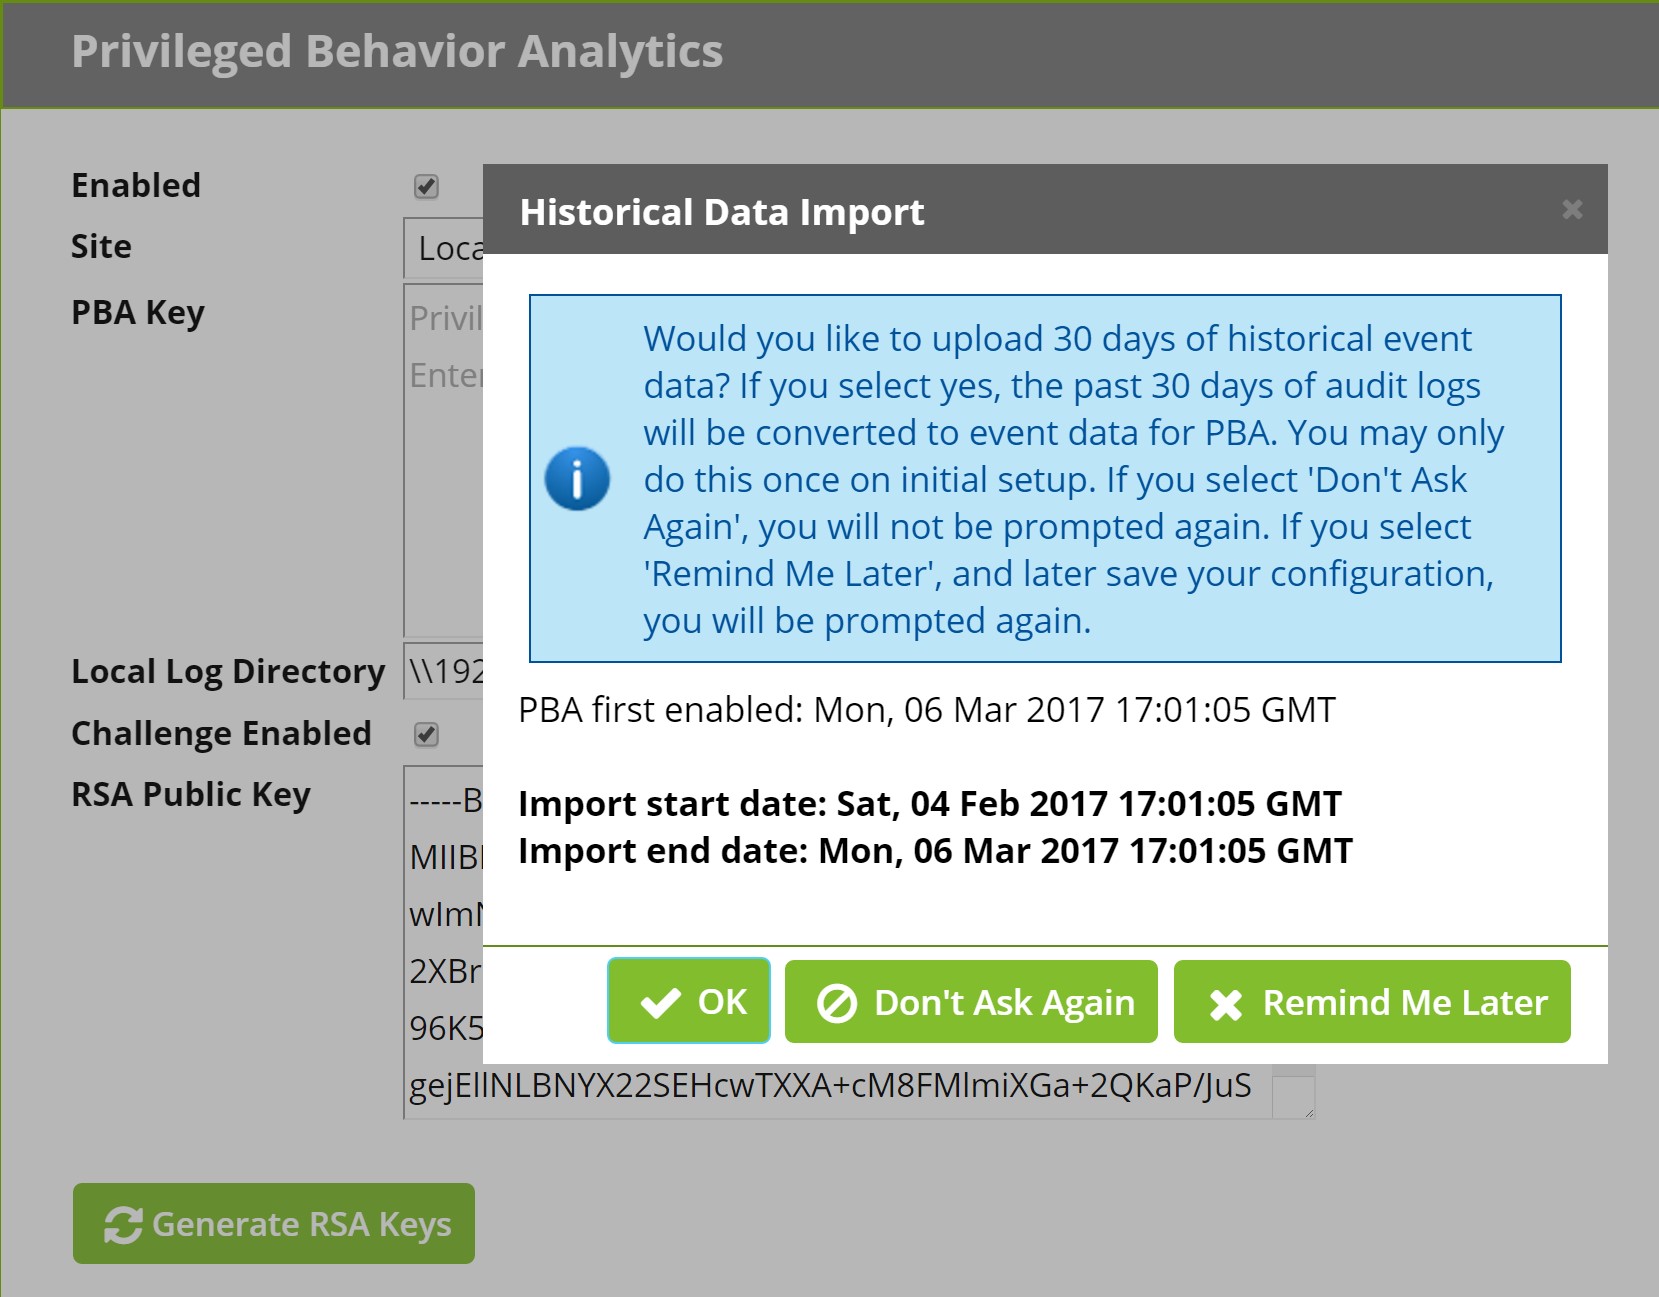 Privileged Behavior Analytics
Enabled
Site
Loca
PBA Key
Privil
Enter
Local Log Directory
\\192
Challenge Enabled
RSA Public Key
-----B
MIIB
wIm
2XBr
96K5
gejEllNLBNYX22SEHcwTXXA+cM8FMlmiXGa+2QKaP/JuS
Generate RSA Keys
Historical Data Import
Would you like to upload 30 days of historical event
data? If you select yes, the past 30 days of audit logs
will be converted to event data for PBA. You may only
do this once on initial setup. If you select 'Don't Ask
Again', you will not be prompted again. If you select
'Remind Me Later', and later save your configuration,
you will be prompted again.
PBA first enabled: Mon, 06 Mar 2017 17:01:05 GMT
Import start date: Sat, 04 Feb 2017 17:01:05 GMT
Import end date: Mon, 06 Mar 2017 17:01:05 GMT
OK
Don't Ask Again
Remind Me Later